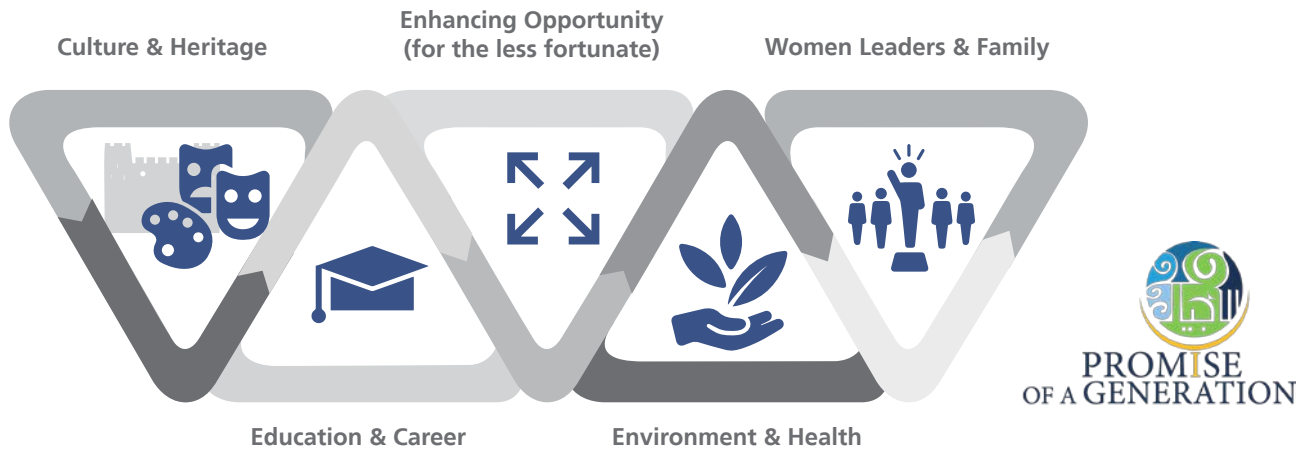 Culture & Heritage
Enhancing Opportunity
(for the less fortunate)
Women Leaders & Family
Education & Career
Environment & Health
PROMISE
OF A GENERATION